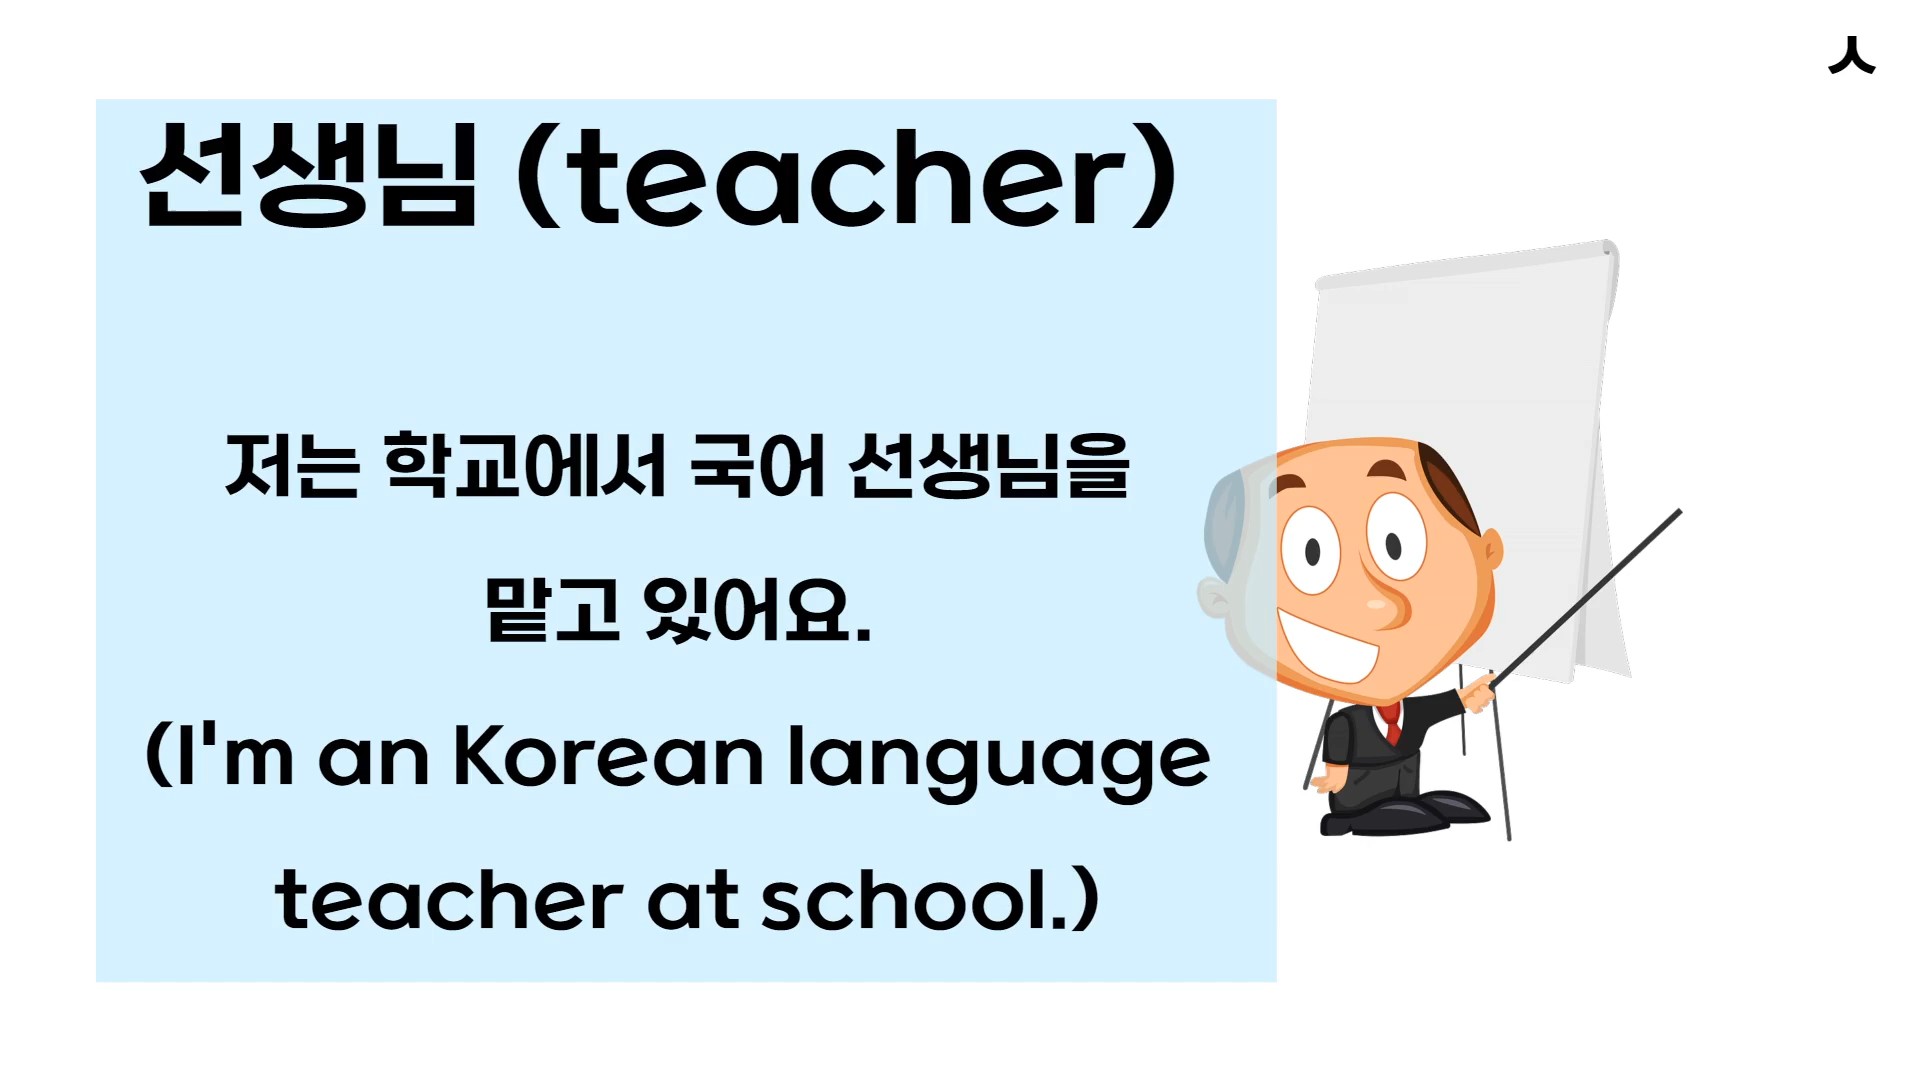 ㅅ
선생님 (teacher)
저는 학교에서 국어 선생님을
맡고 있어요.
(I'm an Korean language
teacher at school.)